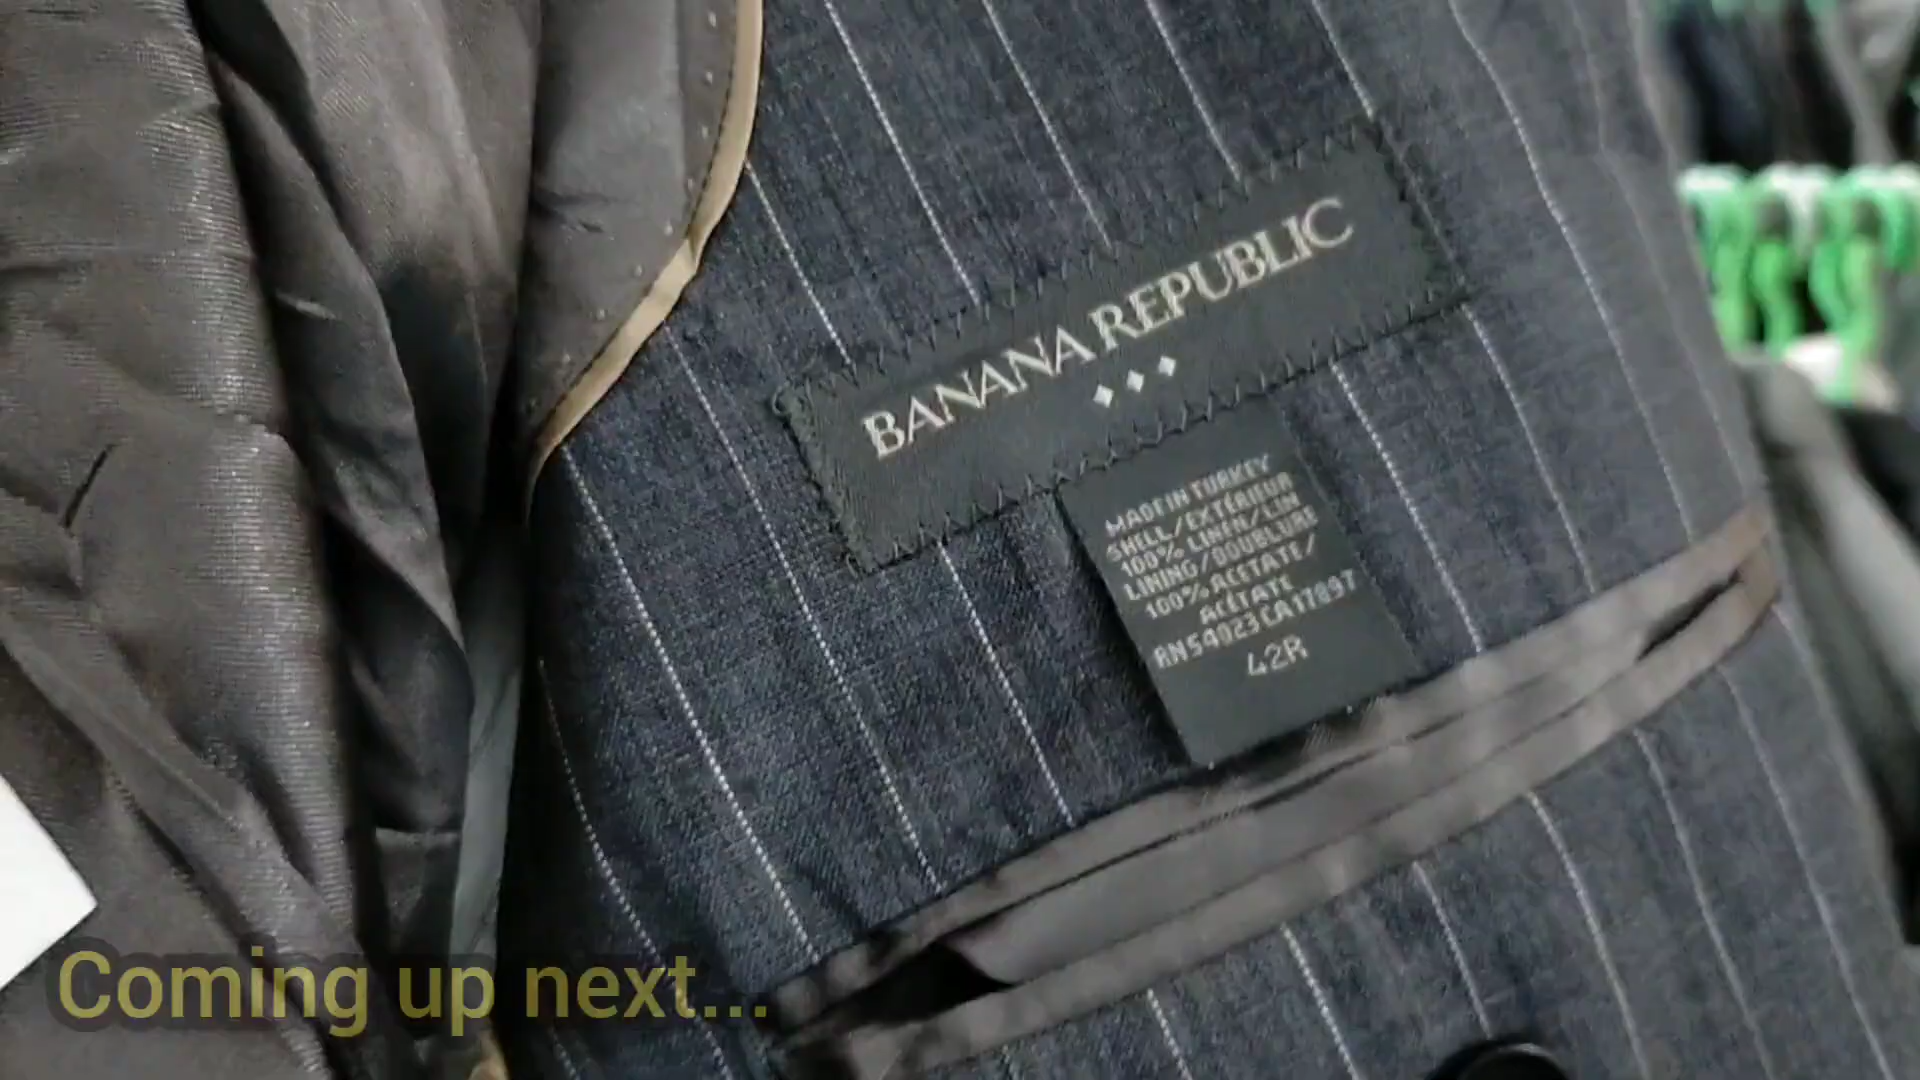 BANANA REPUBLIC
MADE IN TURKEY
SHELL/EXTÉRIEUR
100% LINEN/LIN
LINING/DOUBLURE
100% ACETATE/
ACÉTATE
RN54023 CA17897
42R
Coming up next...